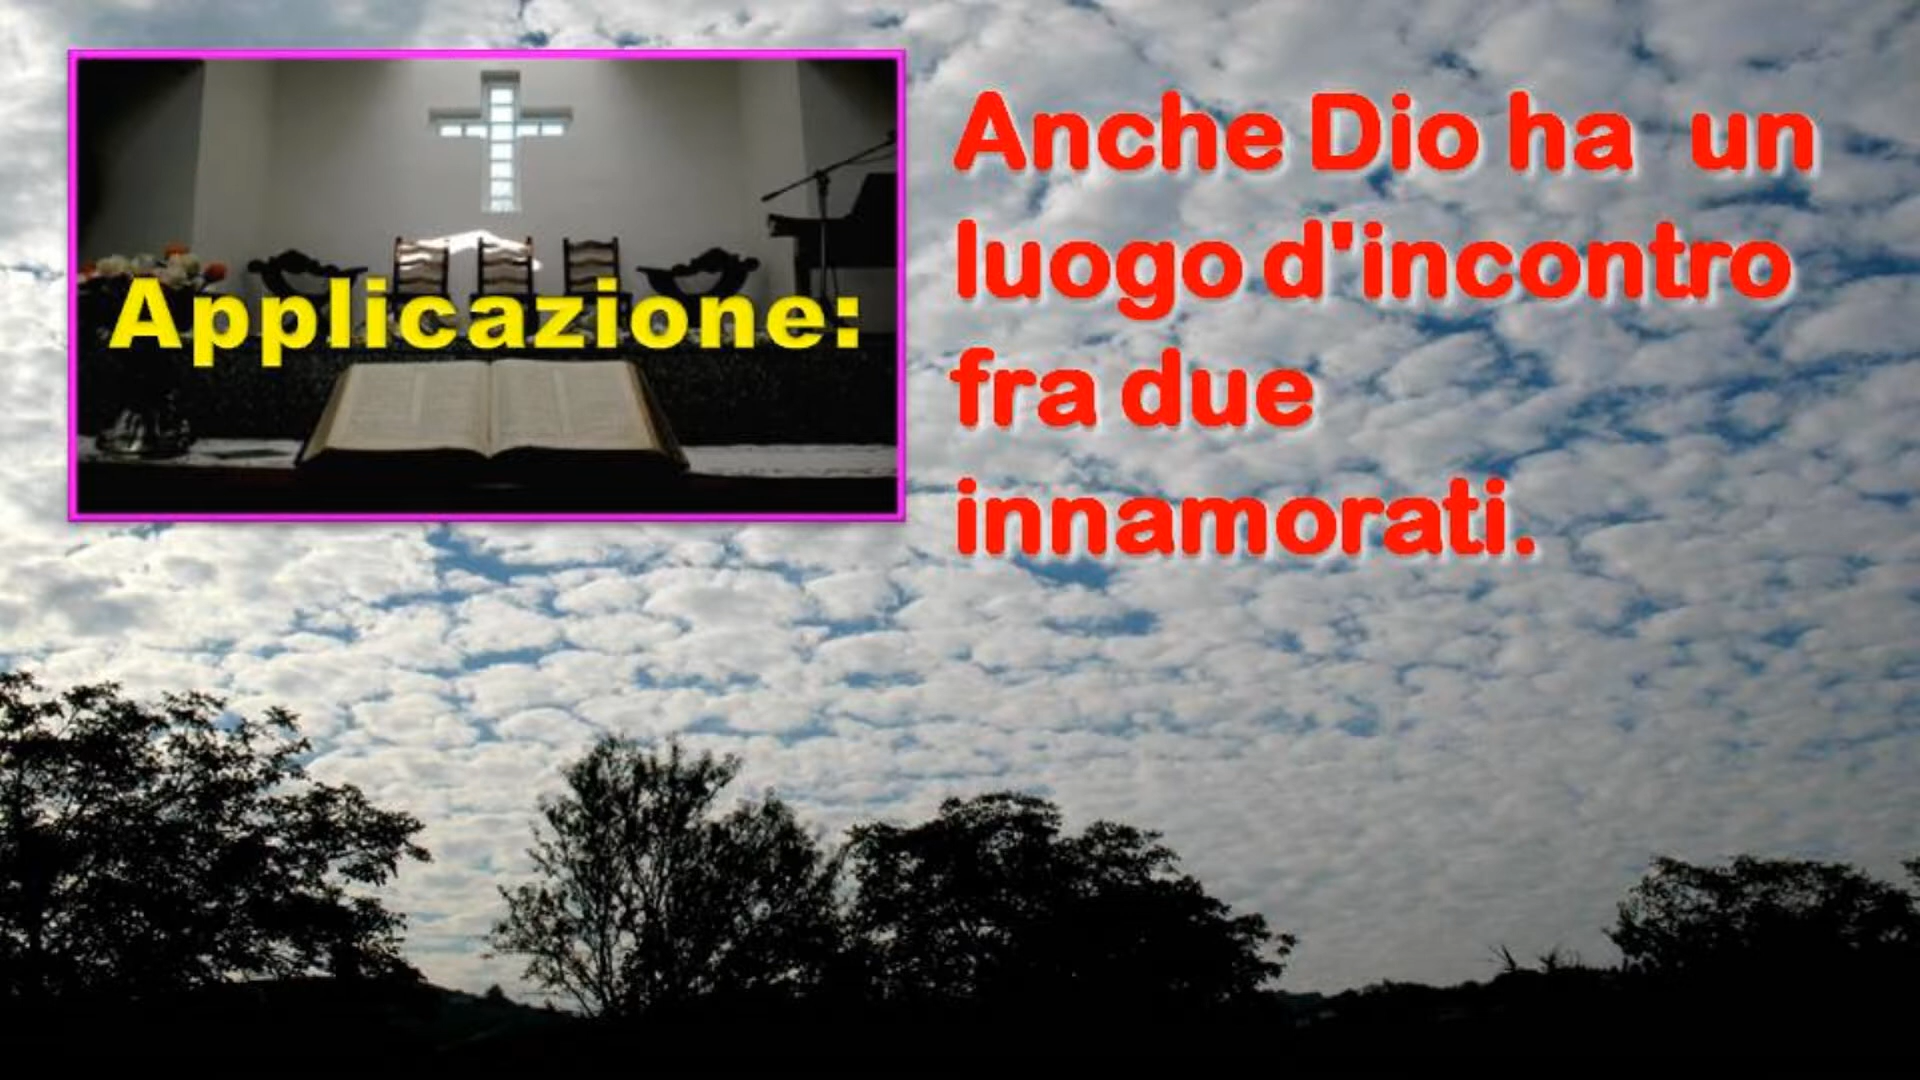 Applicazione:
Anche Dio ha un
luogo d'incontro
fra due
innamorati.